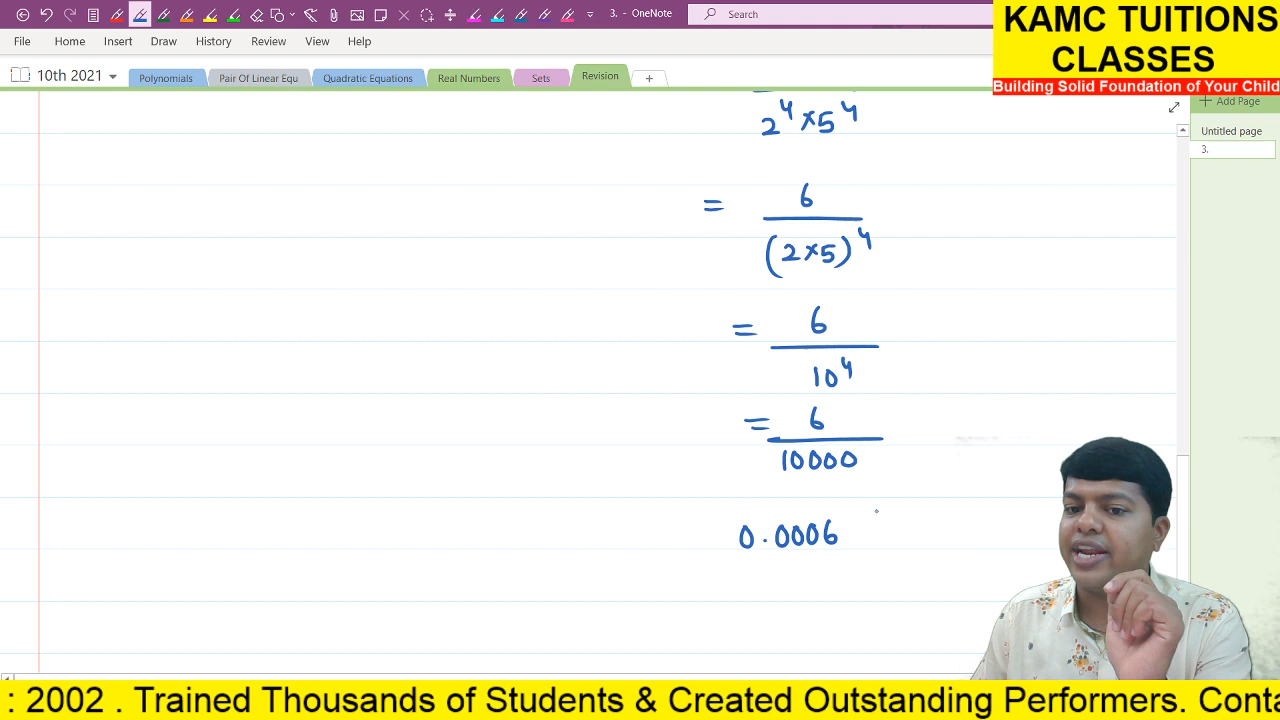 3. - OneNote
Search
KAMC TUITIONS
CLASSES
Building Solid Foundation of Your Child
File Home Insert Draw History Review View Help
10th 2021
Polynomials
Pair Of Linear Equ
Quadratic Equations
Real Numbers
Sets
Revision
+
+ Add Page
Untitled page
3.
2⁴×5⁴
= 6
(2×5)⁴
= 6
10⁴
= 6
10000
0.0006
: 2002 . Trained Thousands of Students & Created Outstanding Performers. Conta